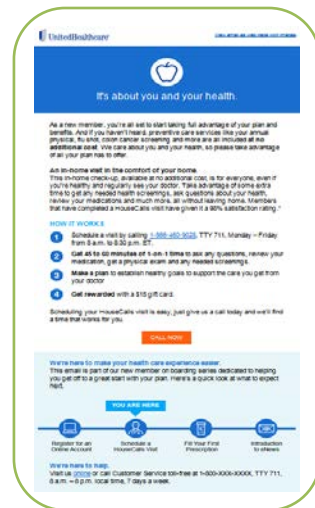 UnitedHealthcare
It's about you and your health.
As a new member, you're all set to start taking full advantage of your plan and
benefits. And if you haven't heard, preventive care services like your annual
physical, flu shots, colon cancer screening and more are all included at no
additional cost. We care about you and your health, so please take advantage
of all your plan has to offer.
An in-home visit in the comfort of your home.
This in-home check-up, available at no additional cost, is for everyone, even if
you're healthy and regularly see your doctor. Take advantage of some extra
time to get any needed health screenings, ask questions about your health,
review your medications and much more, all without leaving home. Members
that have completed a HouseCalls visit have given it a 98% satisfaction rating.*
HOW IT WORKS
1 Schedule a visit by calling TTY 711, Monday – Friday
from 8 a.m. to 8:30 p.m. ET.
2 Get 45 to 60 minutes of 1-on-1 time to ask any questions, review your
medication, get a physical exam and any needed screenings.
3 Make a plan to establish healthy goals to support the care you get from
your doctor
4 Get rewarded with a $15 gift card.
Scheduling your HouseCalls visit is easy, just give us a call today and we'll find
a time that works for you.
CALL NOW
We're here to make your health care experience easier.
This email is part of our new member on boarding series dedicated to helping
you get off to a great start with your plan. Here's a quick look at what to expect
next.
YOU ARE HERE
Register for an
Online Account
Schedule a
HouseCalls Visit
Fill Your First
Prescription
Introduction
to eNews
We're here to help.
Visit us online or call Customer Service toll-free at 1-800-XXX-XXXX, TTY 711,
8 a.m. – 8 p.m. local time, 7 days a week.